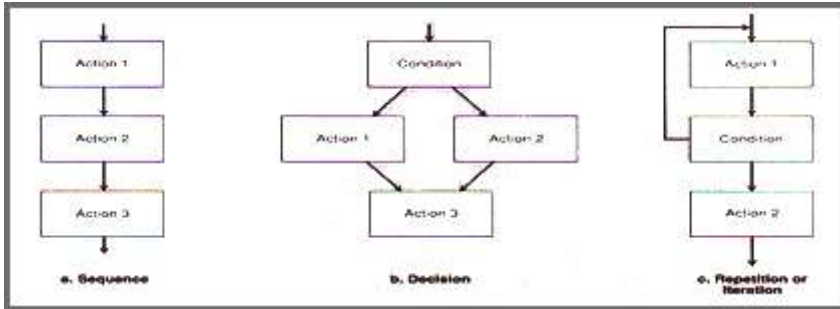 Action 1
Action 2
Action 3
a. Sequence
Condition
Action 1
Action 2
Action 3
b. Decision
Action 1
Condition
Action 2
c. Repetition or
Iteration